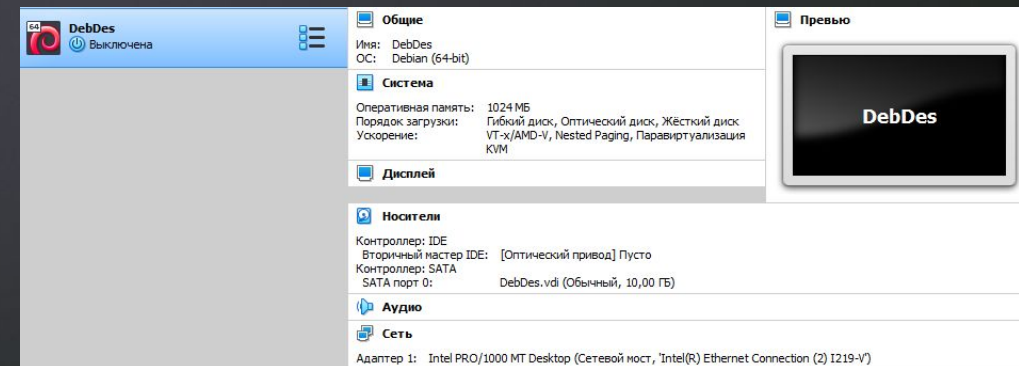 64
DebDes
Выключена
Общие
Имя: DebDes
ОС: Debian (64-bit)
Система
Оперативная память: 1024 МБ
Порядок загрузки: Гибкий диск, Оптический диск, Жёсткий диск
Ускорение: VT-x/AMD-V, Nested Paging, Паравиртуализация
KVM
Дисплей
Превью
DebDes
Носители
Контроллер: IDE
Вторичный мастер IDE: [Оптический привод] Пусто
Контроллер: SATA
SATA порт 0: DebDes.vdi (Обычный, 10,00 ГБ)
Аудио
Сеть
Адаптер 1: Intel PRO/1000 MT Desktop (Сетевой мост, 'Intel(R) Ethernet Connection (2) I219-V')